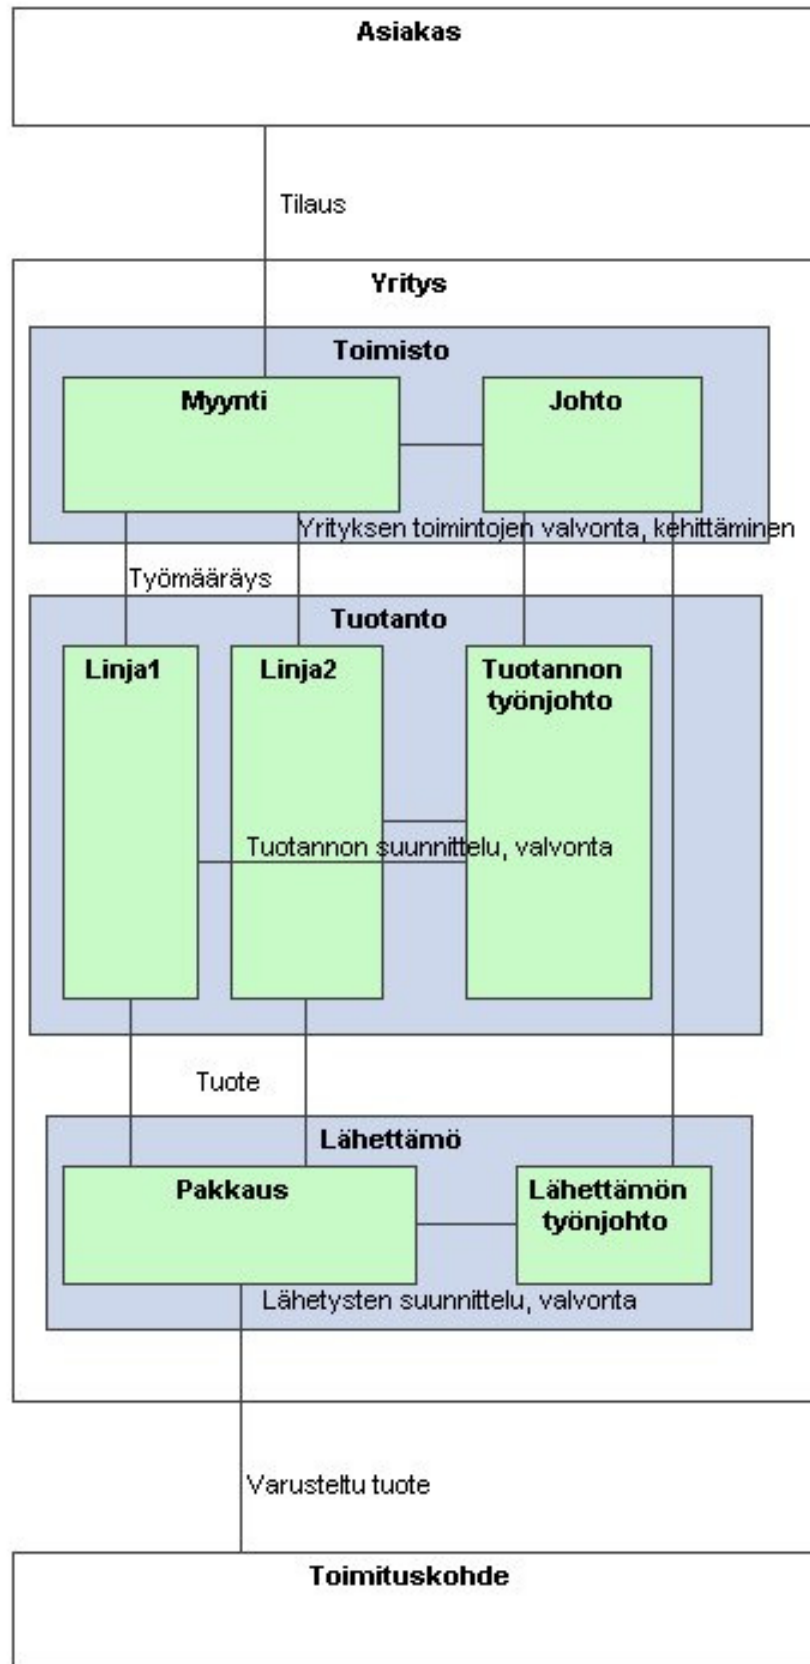 Asiakas
Tilaus
Yritys
Toimisto
Myynti
Johto
Yrityksen toimintojen valvonta, kehittäminen
Työmääräys
Tuotanto
Linja1
Linja2
Tuotannon
työnjohto
Tuotannon suunnittelu, valvonta
Tuote
Lähettämö
Pakkaus
Lähettämön
työnjohto
Lähetysten suunnittelu, valvonta
Varusteltu tuote
Toimituskohde